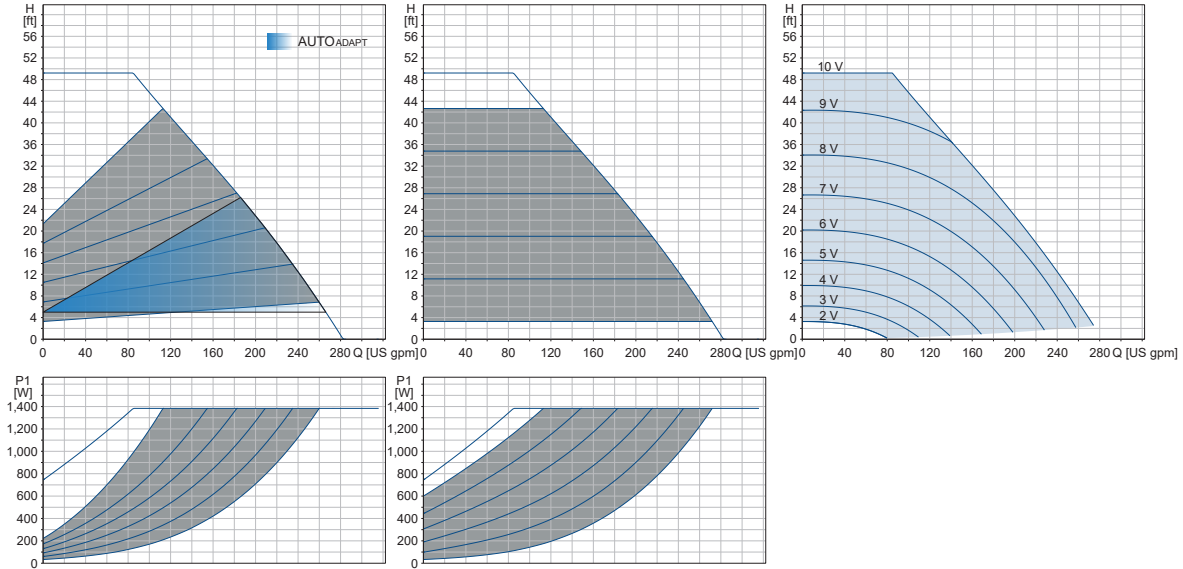 H
[ft]
56
52
48
44
40
36
32
28
24
20
16
12
8
4
0
0 40 80 120 160 200 240 280 Q [US gpm]
AUTOADAPT
H
[ft]
56
52
48
44
40
36
32
28
24
20
16
12
8
4
0
0 40 80 120 160 200 240 280 Q [US gpm]
H
[ft]
56
52
48
44
40
36
32
28
24
20
16
12
8
4
0
10 V
9 V
8 V
7 V
6 V
5 V
4 V
3 V
2 V
0 40 80 120 160 200 240 280 Q [US gpm]
P1
[W]
1,400
1,200
1,000
800
600
400
200
0
P1
[W]
1,400
1,200
1,000
800
600
400
200
0